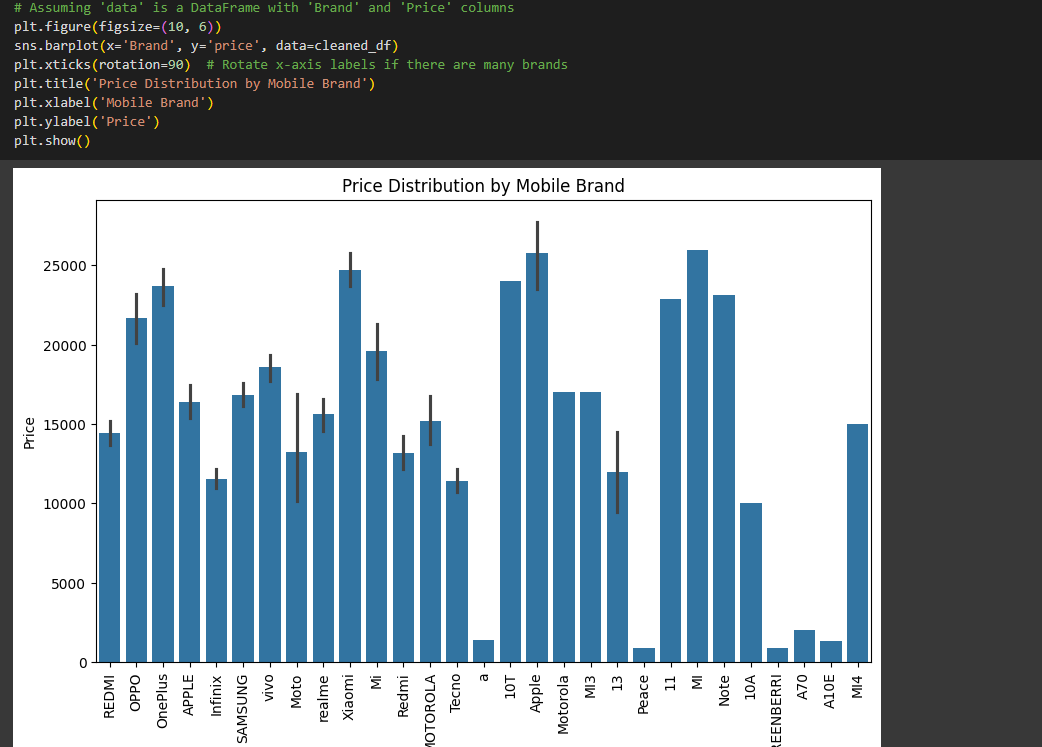 # Assuming 'data' is a DataFrame with 'Brand' and 'Price' columns
plt.figure(figsize=(10, 6))
sns.barplot(x='Brand', y='price', data=cleaned_df)
plt.xticks(rotation=90)  # Rotate x-axis labels if there are many brands
plt.title('Price Distribution by Mobile Brand')
plt.xlabel('Mobile Brand')
plt.ylabel('Price')
plt.show()
Price Distribution by Mobile Brand
Price
25000
20000
15000
10000
5000
0
REDMI
OPPO
OnePlus
APPLE
Infinix
SAMSUNG
vivo
Moto
realme
Xiaomi
Mi
Redmi
MOTOROLA
Tecno
a
10T
Apple
Motorola
MI3
13
Peace
11
MI
Note
10A
REENBERRI
A70
A10E
MI4